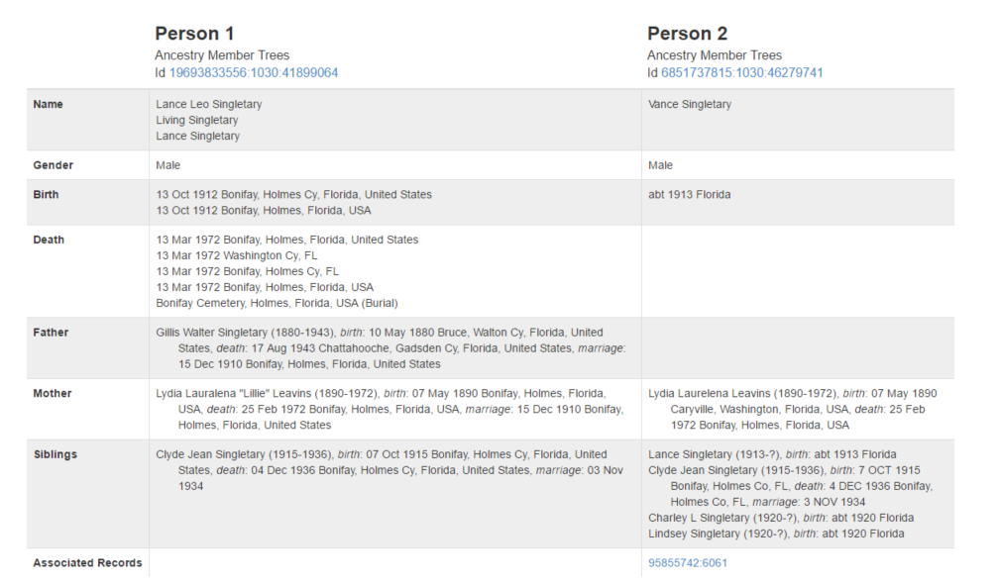 Person 1
Ancestry Member Trees
Id 19693833556:1030:41899064
Person 2
Ancestry Member Trees
Id 6851737815:1030:46279741
Name
Lance Leo Singletary
Living Singletary
Lance Singletary
Vance Singletary
Gender
Male
Male
Birth
13 Oct 1912 Bonifay, Holmes Cy, Florida, United States
13 Oct 1912 Bonifay, Holmes, Florida, USA
abt 1913 Florida
Death
13 Mar 1972 Bonifay, Holmes, Florida, United States
13 Mar 1972 Washington Cy, FL
13 Mar 1972 Bonifay, Holmes Cy, FL
13 Mar 1972 Bonifay, Holmes, Florida, USA
Bonifay Cemetery, Holmes, Florida, USA (Burial)
Father
Gillis Walter Singletary (1880-1943), birth: 10 May 1880 Bruce, Walton Cy, Florida, United
States, death: 17 Aug 1943 Chattahooche, Gadsden Cy, Florida, United States, marriage:
15 Dec 1910 Bonifay, Holmes, Florida, United States
Mother
Lydia Lauralena "Lillie" Leavins (1890-1972), birth: 07 May 1890 Bonifay, Holmes, Florida,
USA, death: 25 Feb 1972 Bonifay, Holmes, Florida, USA, marriage: 15 Dec 1910 Bonifay,
Holmes, Florida, United States
Lydia Laurelena Leavins (1890-1972), birth: 07 May 1890
Caryville, Washington, Florida, USA, death: 25 Feb
1972 Bonifay, Holmes, Florida, USA
Siblings
Clyde Jean Singletary (1915-1936), birth: 07 Oct 1915 Bonifay, Holmes Cy, Florida, United
States, death: 04 Dec 1936 Bonifay, Holmes Cy, Florida, United States, marriage: 03 Nov
1934
Lance Singletary (1913-?), birth: abt 1913 Florida
Clyde Jean Singletary (1915-1936), birth: 7 OCT 1915
Bonifay, Holmes Co, FL, death: 4 DEC 1936 Bonifay,
Holmes Co, FL, marriage: 3 NOV 1934
Charley L Singletary (1920-?), birth: abt 1920 Florida
Lindsey Singletary (1920-?), birth: abt 1920 Florida
Associated Records
95855742:6061